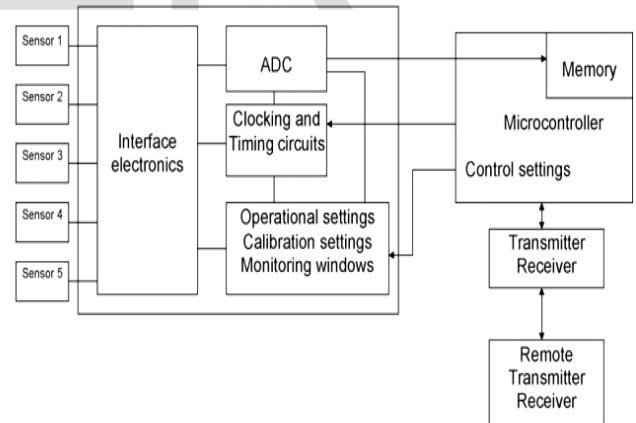 Sensor 1
Sensor 2
Sensor 3
Sensor 4
Sensor 5
Interface
electronics
ADC
Clocking and
Timing circuits
Operational settings
Calibration settings
Monitoring windows
Memory
Microcontroller
Control settings
Transmitter
Receiver
Remote
Transmitter
Receiver